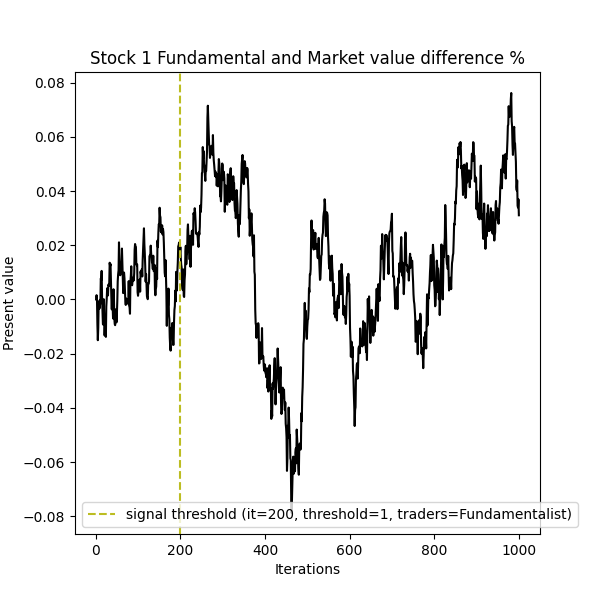 Stock 1 Fundamental and Market value difference %
0.08
0.06
0.04
0.02
0.00
−0.02
−0.04
−0.06
−0.08
Present value
signal threshold (it=200, threshold=1, traders=Fundamentalist)
0 200 400 600 800 1000
Iterations